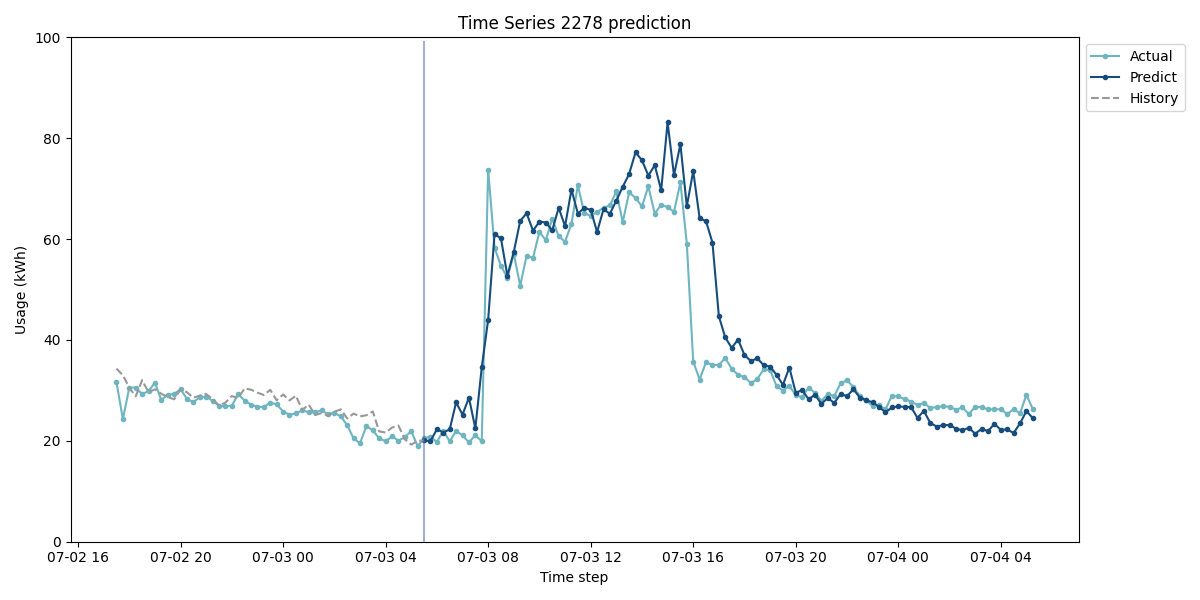 Time Series 2278 prediction
100
80
60
40
20
0
Usage (kWh)
07-02 16
07-02 20
07-03 00
07-03 04
07-03 08
07-03 12
07-03 16
07-03 20
07-04 00
07-04 04
Time step
Actual
Predict
History